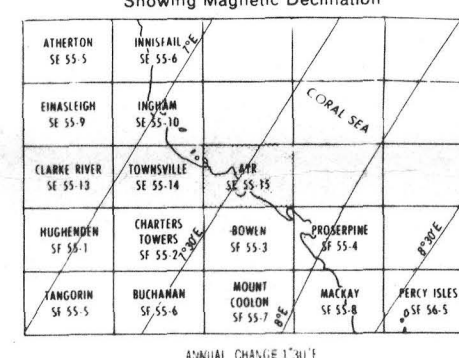 Showing Magnetic Declination
ATHERTON
SE 55-5
INNISFAIL
SE 55-6
7°E
EINASLEIGH
SE 55-9
INGHAM
SE 55-10
CORAL SEA
CLARKE RIVER
SE 55-13
TOWNSVILLE
SE 55-14
AYR
SE 55-15
HUGHENDEN
SF 55-1
CHARTERS
TOWERS
SF 55-2
7°30'E
BOWEN
SF 55-3
PROSERPINE
SF 55-4
8°30'E
TANGORIN
SF 55-5
BUCHANAN
SF 55-6
MOUNT
COOLON
SF 55-7
8°E
MACKAY
SF 55-8
PERCY ISLES
SF 56-5
ANNUAL CHANGE 1'30"E